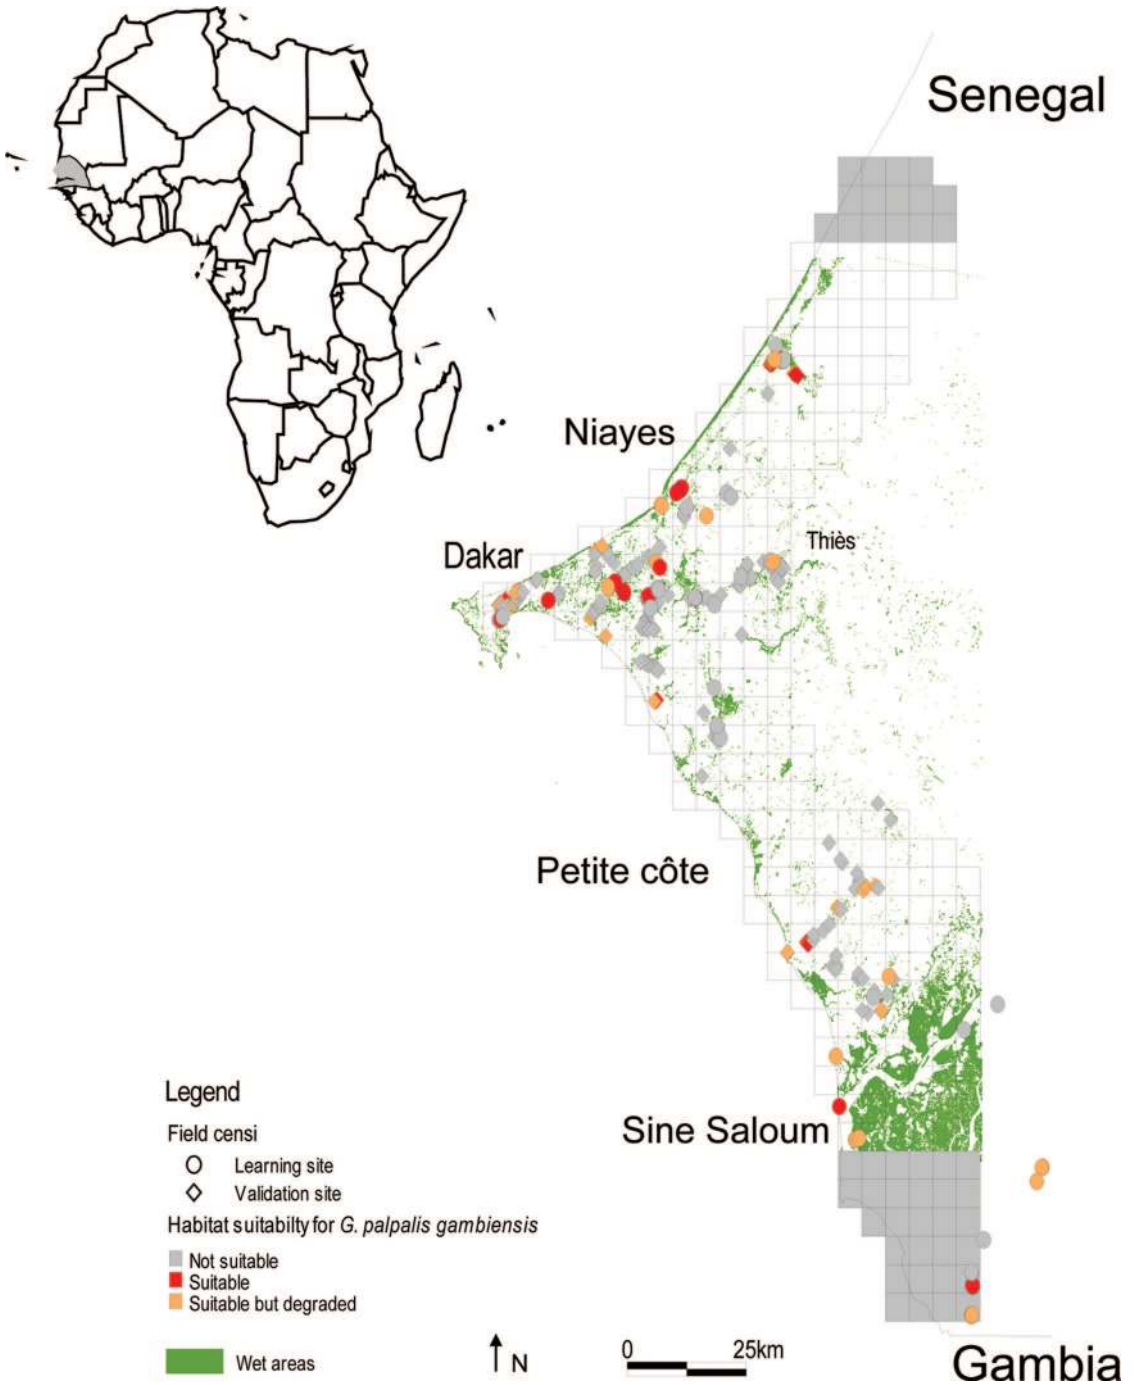 Senegal
Niayes
Dakar
Thiès
Petite côte
Sine Saloum
Legend
Field censi
Learning site
Validation site
Habitat suitabilty for G. palpalis gambiensis
Not suitable
Suitable
Suitable but degraded
Wet areas
N
0 25km
Gambia